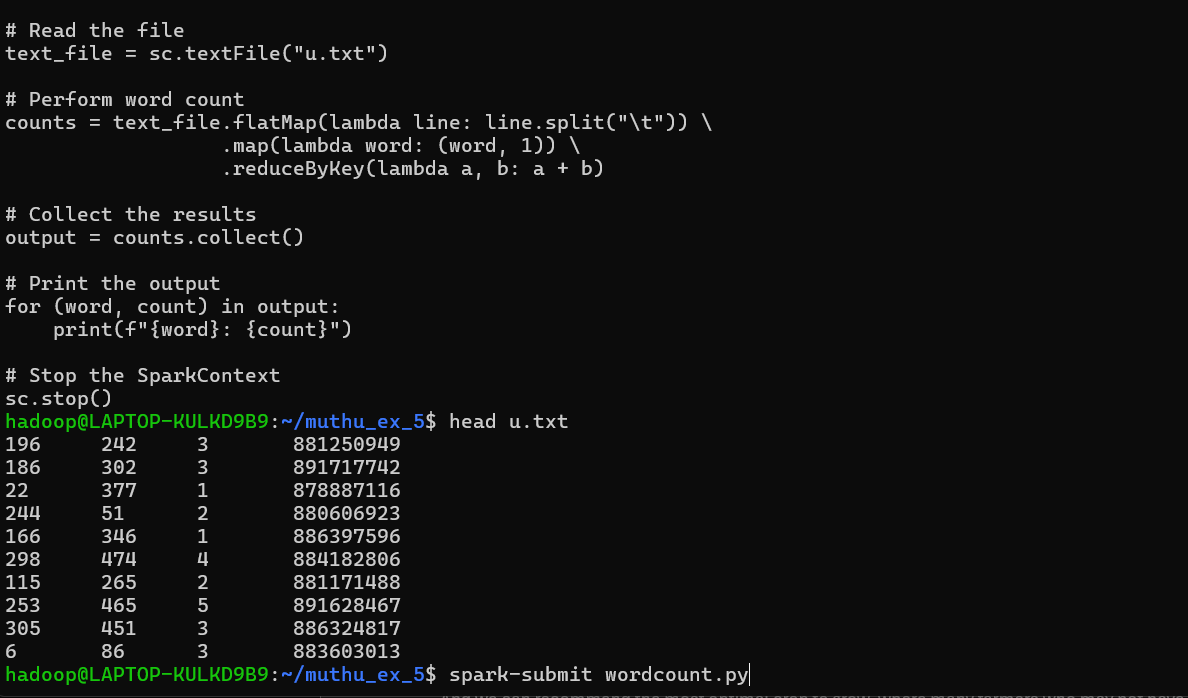 # Read the file
text_file = sc.textFile("u.txt")
# Perform word count
counts = text_file.flatMap(lambda line: line.split("\t")) \
                  .map(lambda word: (word, 1)) \
                  .reduceByKey(lambda a, b: a + b)
# Collect the results
output = counts.collect()
# Print the output
for (word, count) in output:
    print(f"{word}: {count}")
# Stop the SparkContext
sc.stop()
hadoop@LAPTOP-KULKD9B9:~/muthu_ex_5$ head u.txt
196     242     3       881250949
186     302     3       891717742
22      377     1       878887116
244     51      2       880606923
166     346     1       886397596
298     474     4       884182806
115     265     2       881171488
253     465     5       891628467
305     451     3       886324817
6       86      3       883603013
hadoop@LAPTOP-KULKD9B9:~/muthu_ex_5$ spark-submit wordcount.py